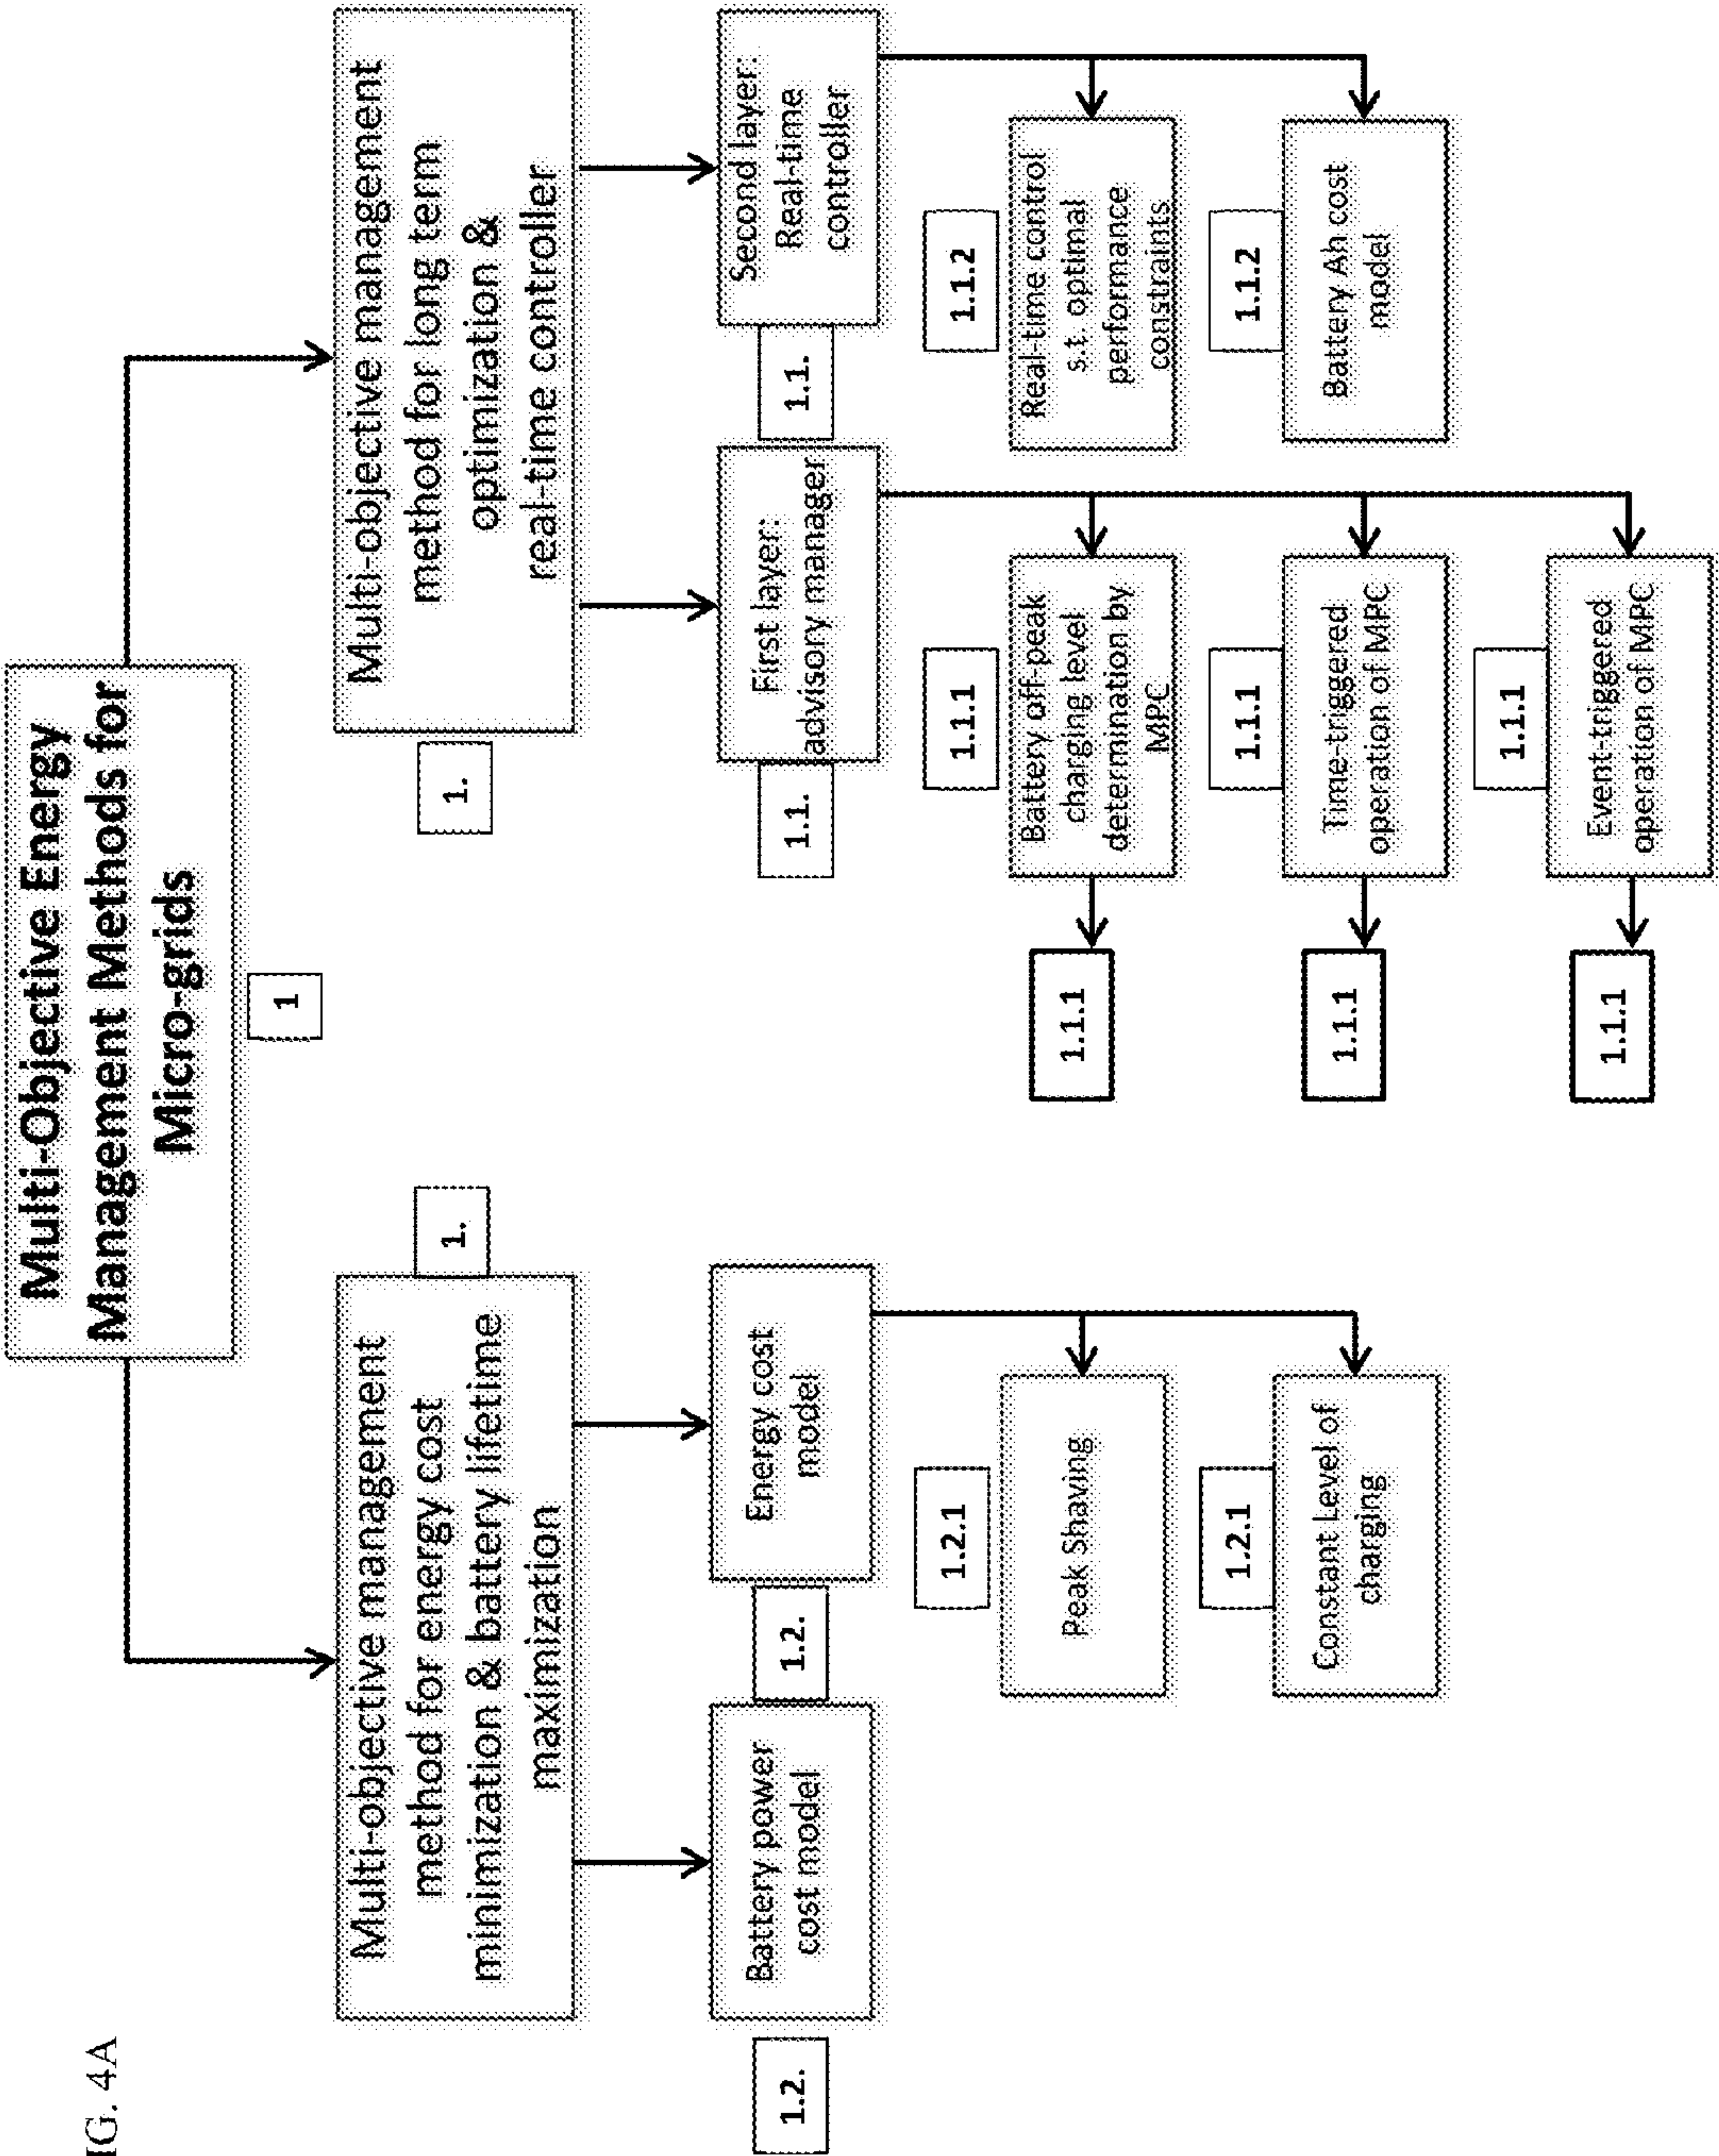 IG. 4A
Multi-Objective Energy
Management Methods for
Micro-grids
1
Multi-objective management
method for energy cost
minimization & battery lifetime
maximization
1.
1.
Multi-objective management
method for long term
optimization &
real-time controller
1.2.
Battery power
cost model
1.2.
Energy cost
model
1.1.
First layer:
advisory manager
1.1.
Second layer:
Real-time
controller
1.2.1
Peak Shaving
1.2.1
Constant Level of
charging
1.1.1
Battery off-peak
charging level
determination by
MPC
1.1.1
1.1.1
Time-triggered
operation of MPC
1.1.1
1.1.1
Event-triggered
operation of MPC
1.1.1
1.1.2
Real-time control
s.t. optimal
performance
constraints
1.1.2
Battery Ah cost
model